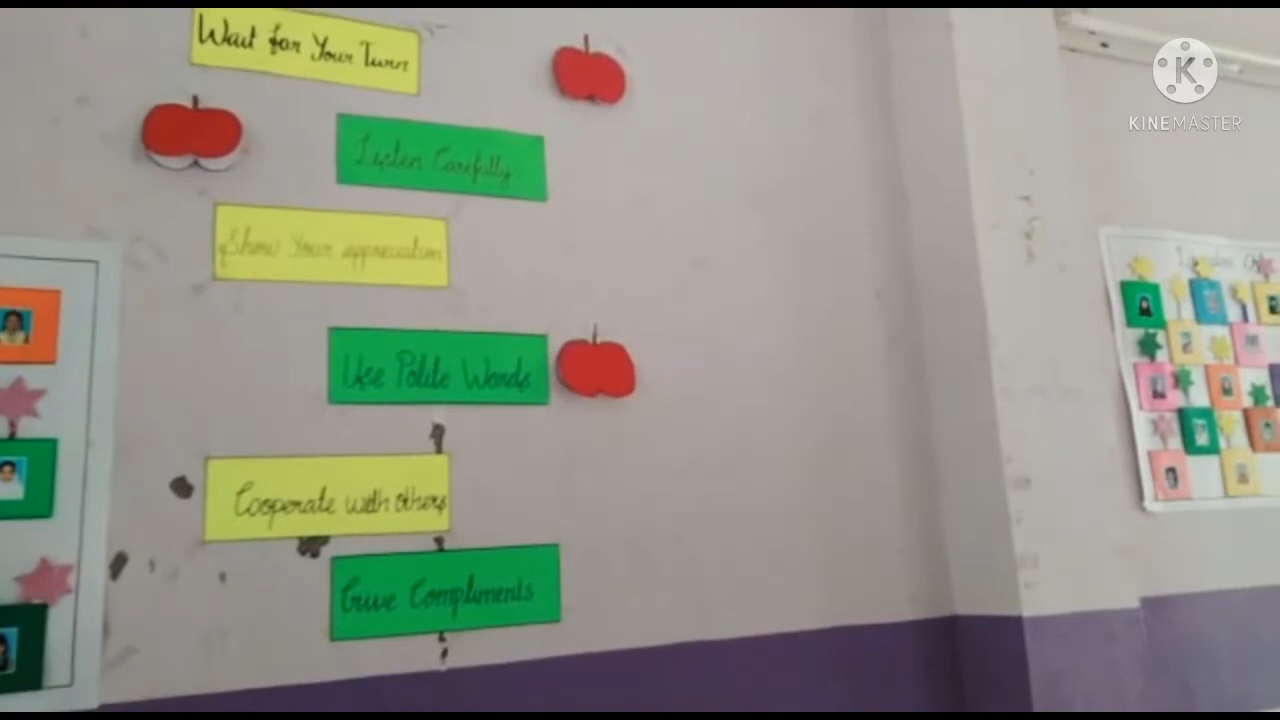 Wait for Your Turn
Listen Carefully
Show Your appreciation
Use Polite Words
Cooperate with others
Give Compliments
KINEMASTER